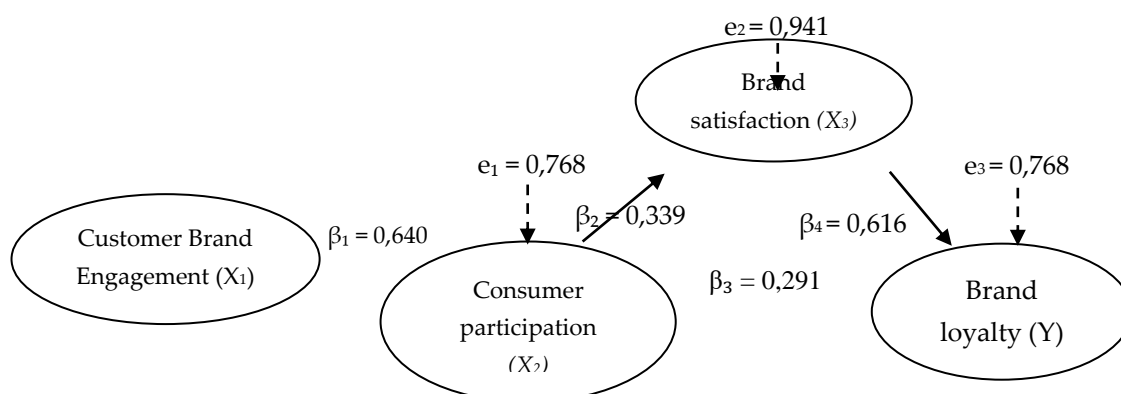 e₂ = 0,941
Brand
satisfaction (X₃)
e₁ = 0,768
e₃ = 0,768
β₂ = 0,339
β₄ = 0,616
Customer Brand
Engagement (X₁)
β₁ = 0,640
β₃ = 0,291
Consumer
participation
(X₂)
Brand
loyalty (Y)